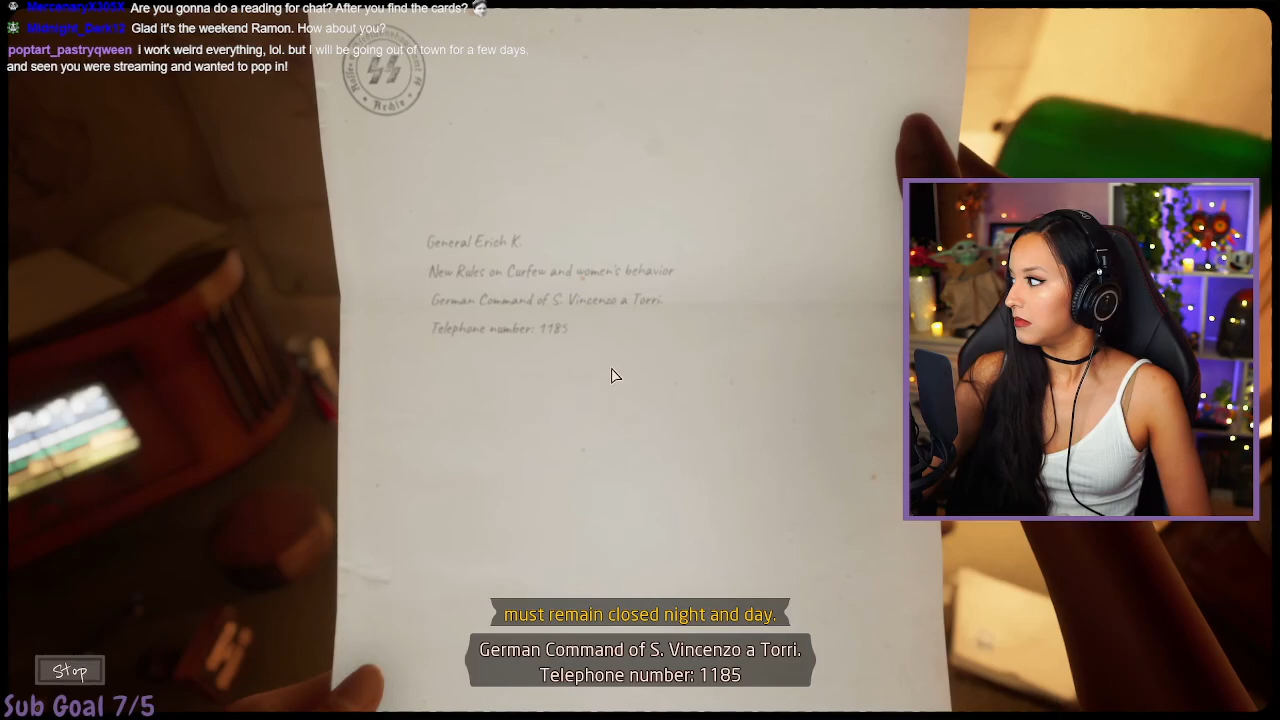 MercenaryX305X Are you gonna do a reading for chat? After you find the cards?
Midnight_Dark13 Glad it's the weekend Ramon. How about you?
poptart_pastryqween i work weird everything, lol. but I will be going out of town for a few days,
and seen you were streaming and wanted to pop in!
SS
Archiv
General Erich K.
New Rules on Curfew and women's behavior
German Command of S. Vincenzo a Torri.
Telephone number: 1185
must remain closed night and day.
German Command of S. Vincenzo a Torri.
Telephone number: 1185
Stop
Sub Goal 7/5